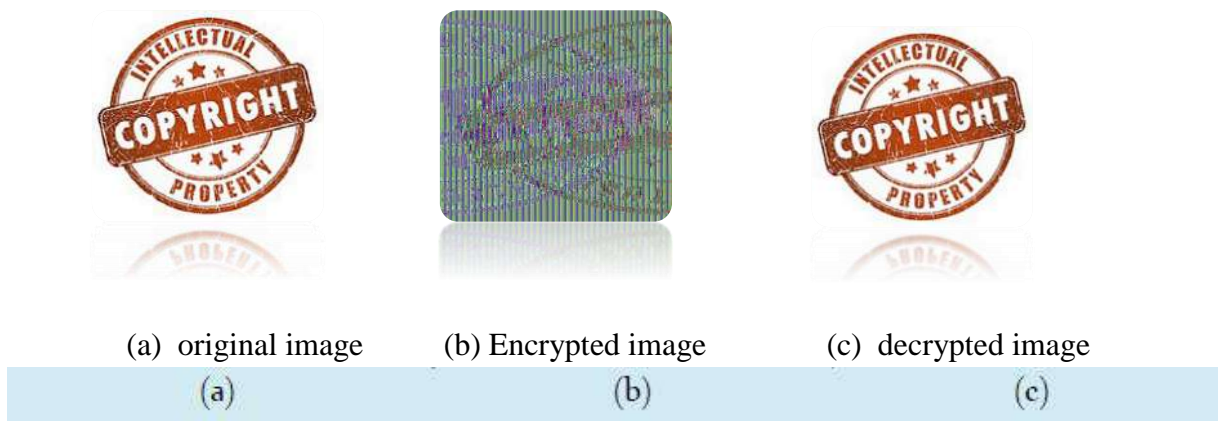 INTELLECTUAL
COPYRIGHT
PROPERTY
INTELLECTUAL
COPYRIGHT
PROPERTY
(a) original image
(b) Encrypted image
(c) decrypted image
(a)
(b)
(c)